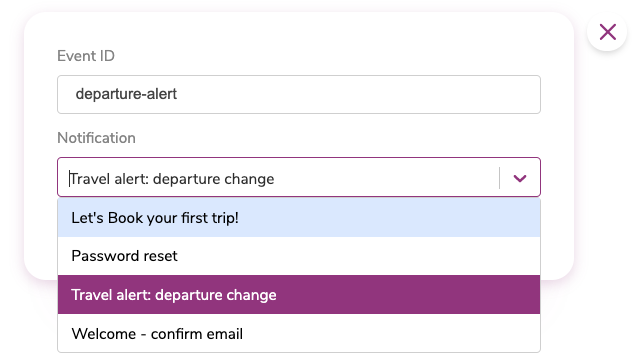 Event ID
departure-alert
Notification
Travel alert: departure change
Let's Book your first trip!
Password reset
Travel alert: departure change
Welcome - confirm email